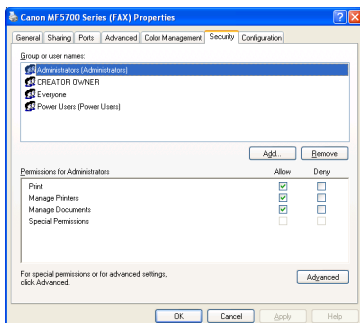 Canon MF5700 Series (FAX) Properties
General Sharing Ports Advanced Color Management Security Configuration
Group or user names:
Administrators (Administrators)
CREATOR OWNER
Everyone
Power Users (Power Users)
Add... Remove
Permissions for Administrators Allow Deny
Print
Manage Printers
Manage Documents
Special Permissions
For special permissions or for advanced settings,
click Advanced.
Advanced
OK Cancel Apply Help